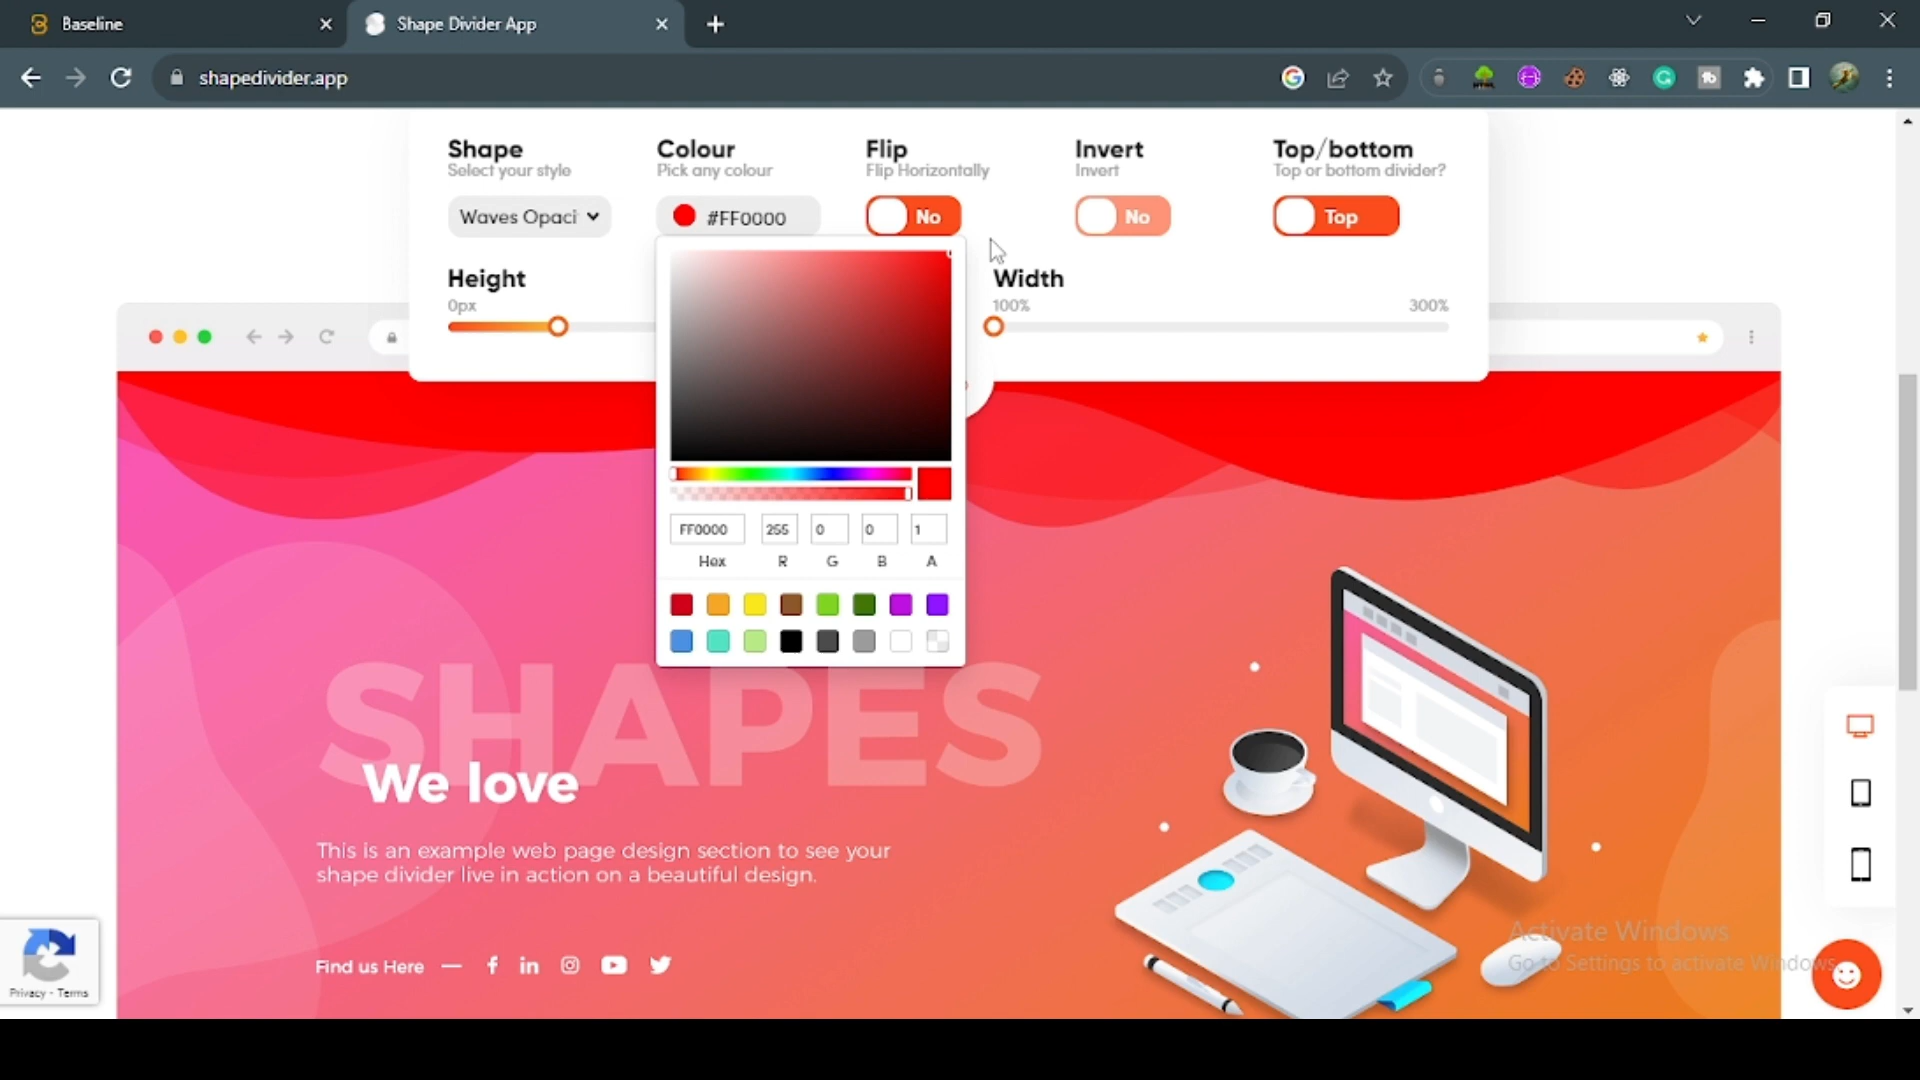 Baseline
Shape Divider App
shapedivider.app
Shape
Select your style
Waves Opaci
Colour
Pick any colour
#FF0000
Flip
Flip Horizontally
No
Invert
Invert
No
Top/bottom
Top or bottom divider?
Top
Height
0px
Width
100%
300%
FF0000
255
0
0
1
Hex
R
G
B
A
SHAPES
We love
This is an example web page design section to see your
shape divider live in action on a beautiful design.
Find us Here
Privacy - Terms
Activate Windows
Go to Settings to activate Windows.